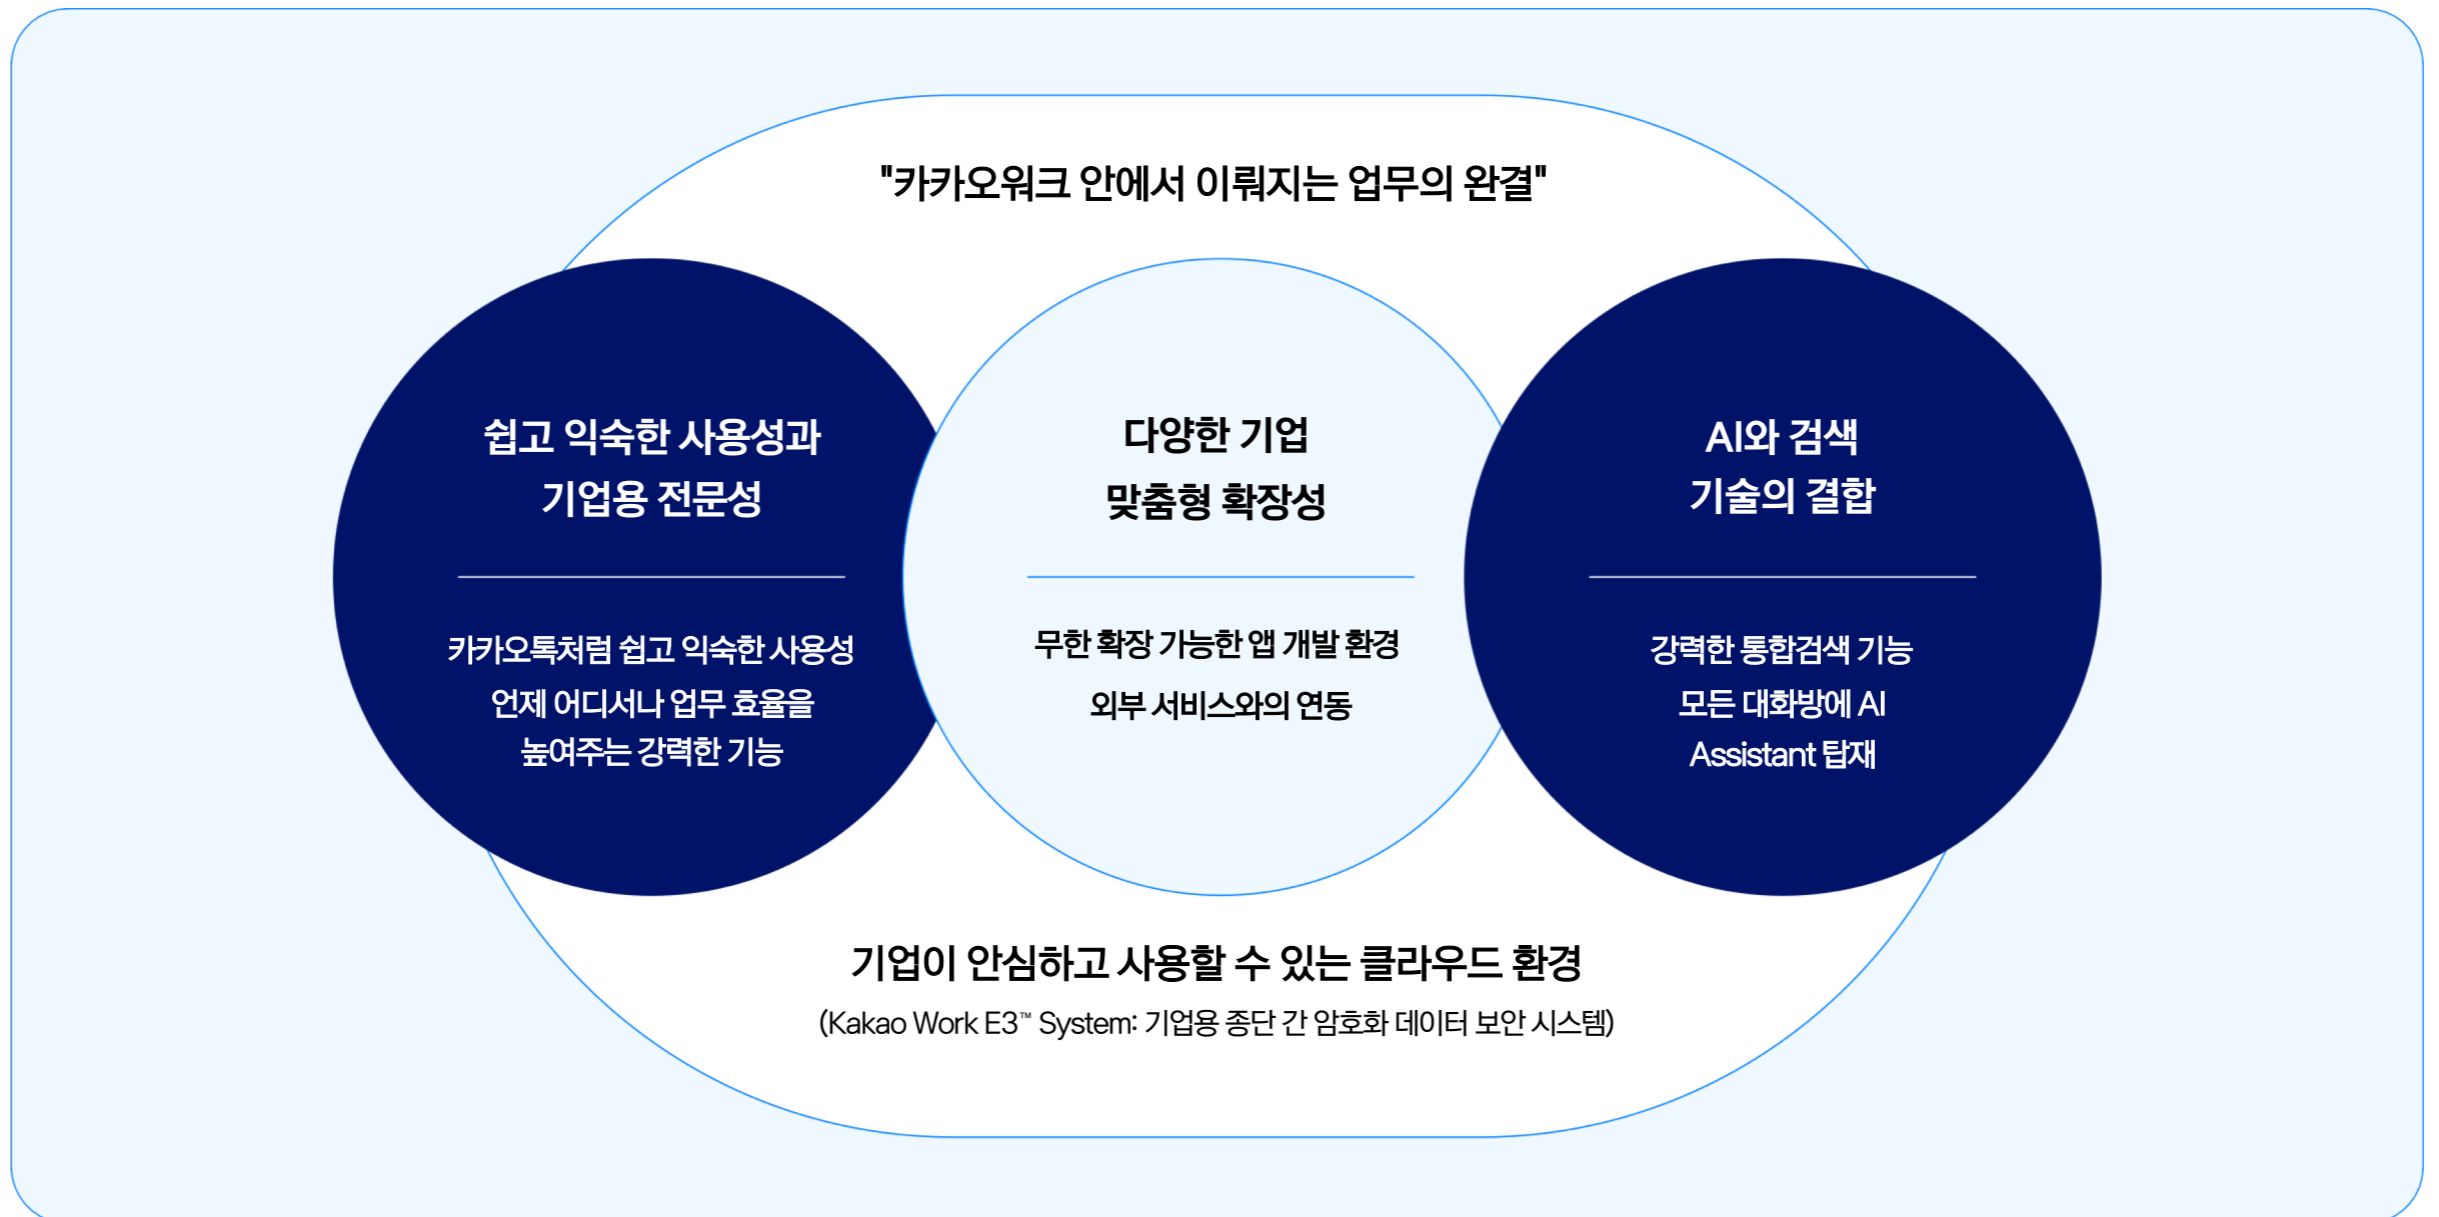 "카카오워크 안에서 이뤄지는 업무의 완결"
쉽고 익숙한 사용성과
기업용 전문성
카카오톡처럼 쉽고 익숙한 사용성
언제 어디서나 업무 효율을
높여주는 강력한 기능
다양한 기업
맞춤형 확장성
무한 확장 가능한 앱 개발 환경
외부 서비스와의 연동
AI와 검색
기술의 결합
강력한 통합검색 기능
모든 대화방에 AI
Assistant 탑재
기업이 안심하고 사용할 수 있는 클라우드 환경
(Kakao Work E3™ System: 기업용 종단 간 암호화 데이터 보안 시스템)